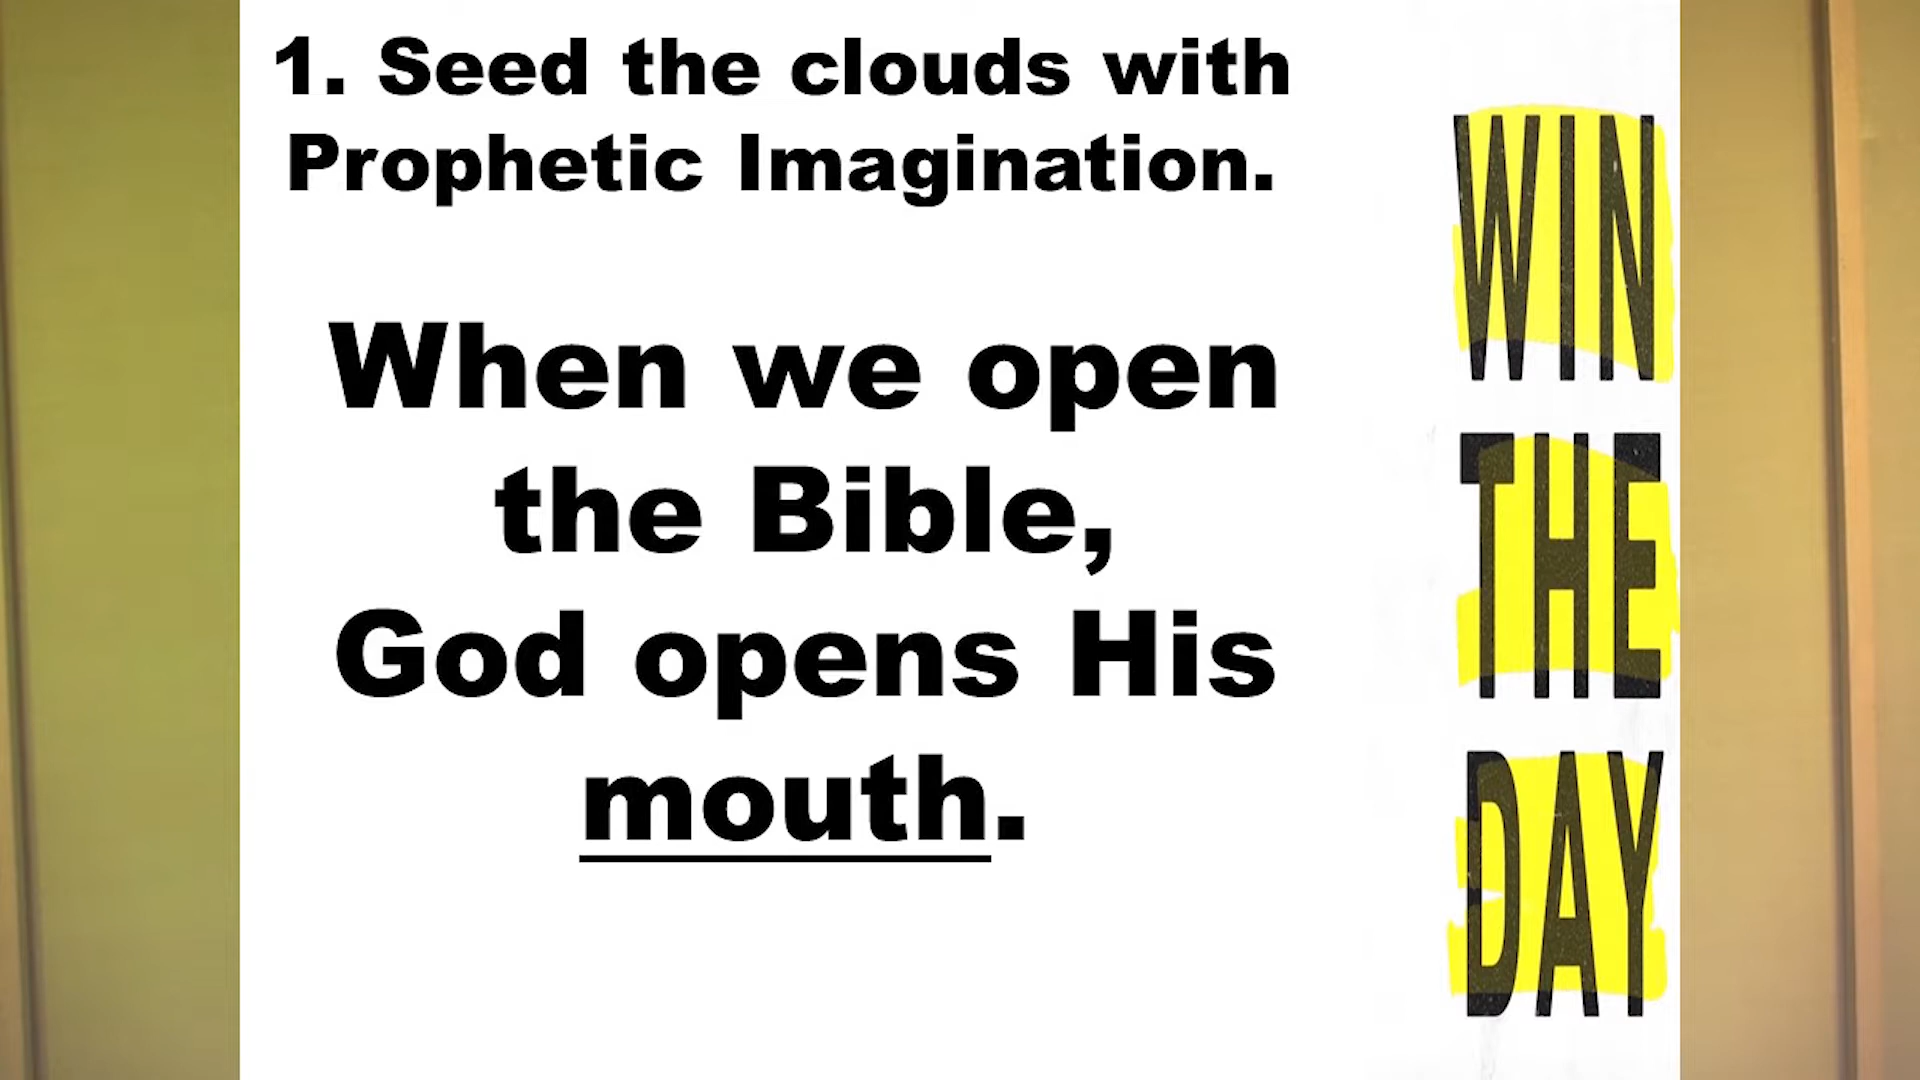 1. Seed the clouds with
Prophetic Imagination.
When we open
the Bible,
God opens His
mouth.
WIN
THE
DAY